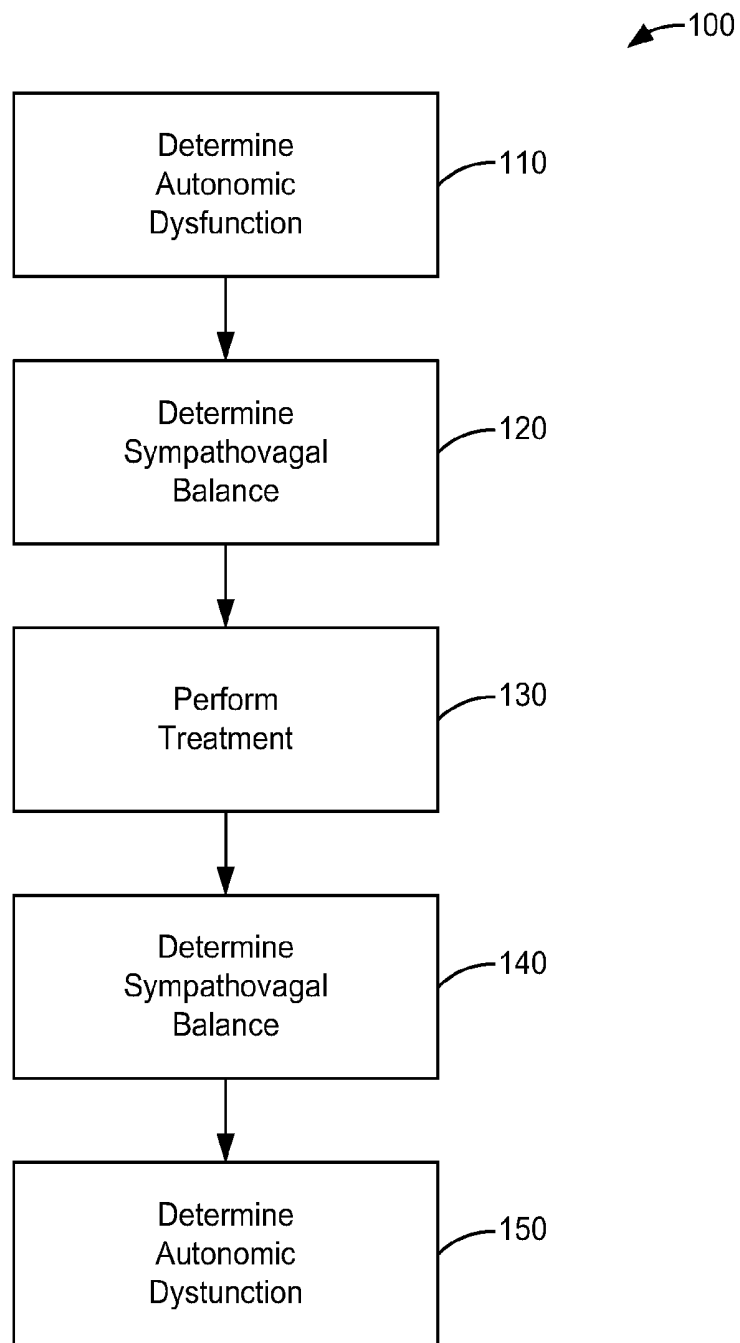 100
Determine
Autonomic
Dysfunction
110
Determine
Sympathovagal
Balance
120
Perform
Treatment
130
Determine
Sympathovagal
Balance
140
Determine
Autonomic
Dystunction
150